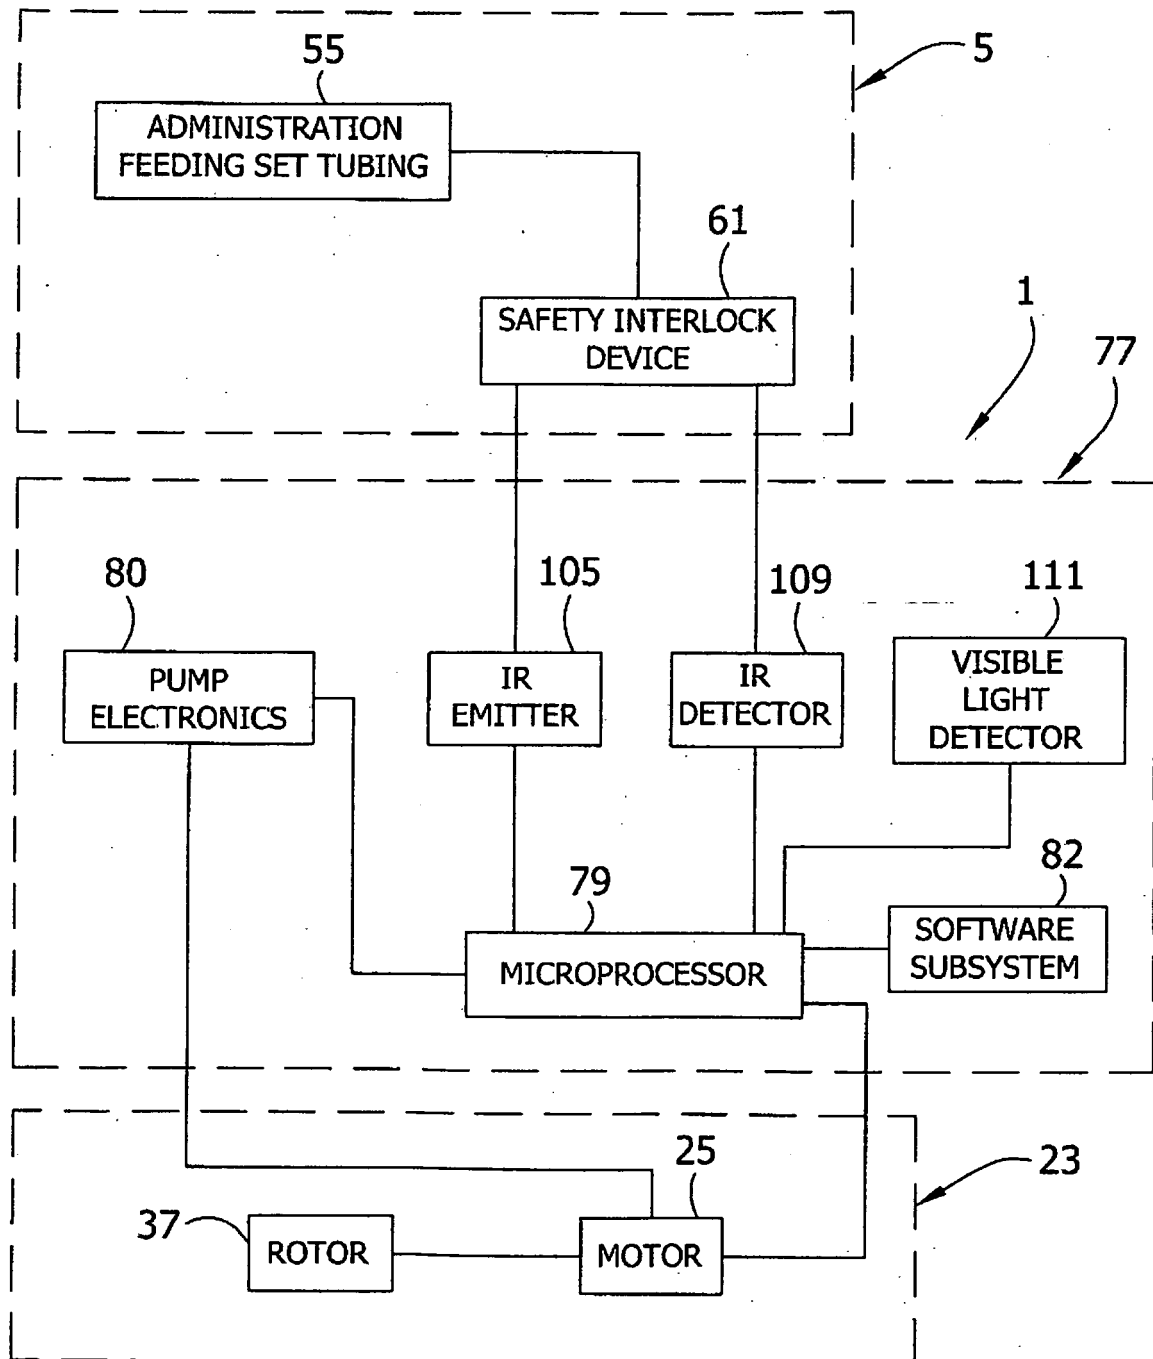 55
5
ADMINISTRATION
FEEDING SET TUBING
61
SAFETY INTERLOCK
DEVICE
1
77
80
105
109
111
PUMP
ELECTRONICS
IR
EMITTER
IR
DETECTOR
VISIBLE
LIGHT
DETECTOR
79
82
MICROPROCESSOR
SOFTWARE
SUBSYSTEM
25
23
37
ROTOR
MOTOR